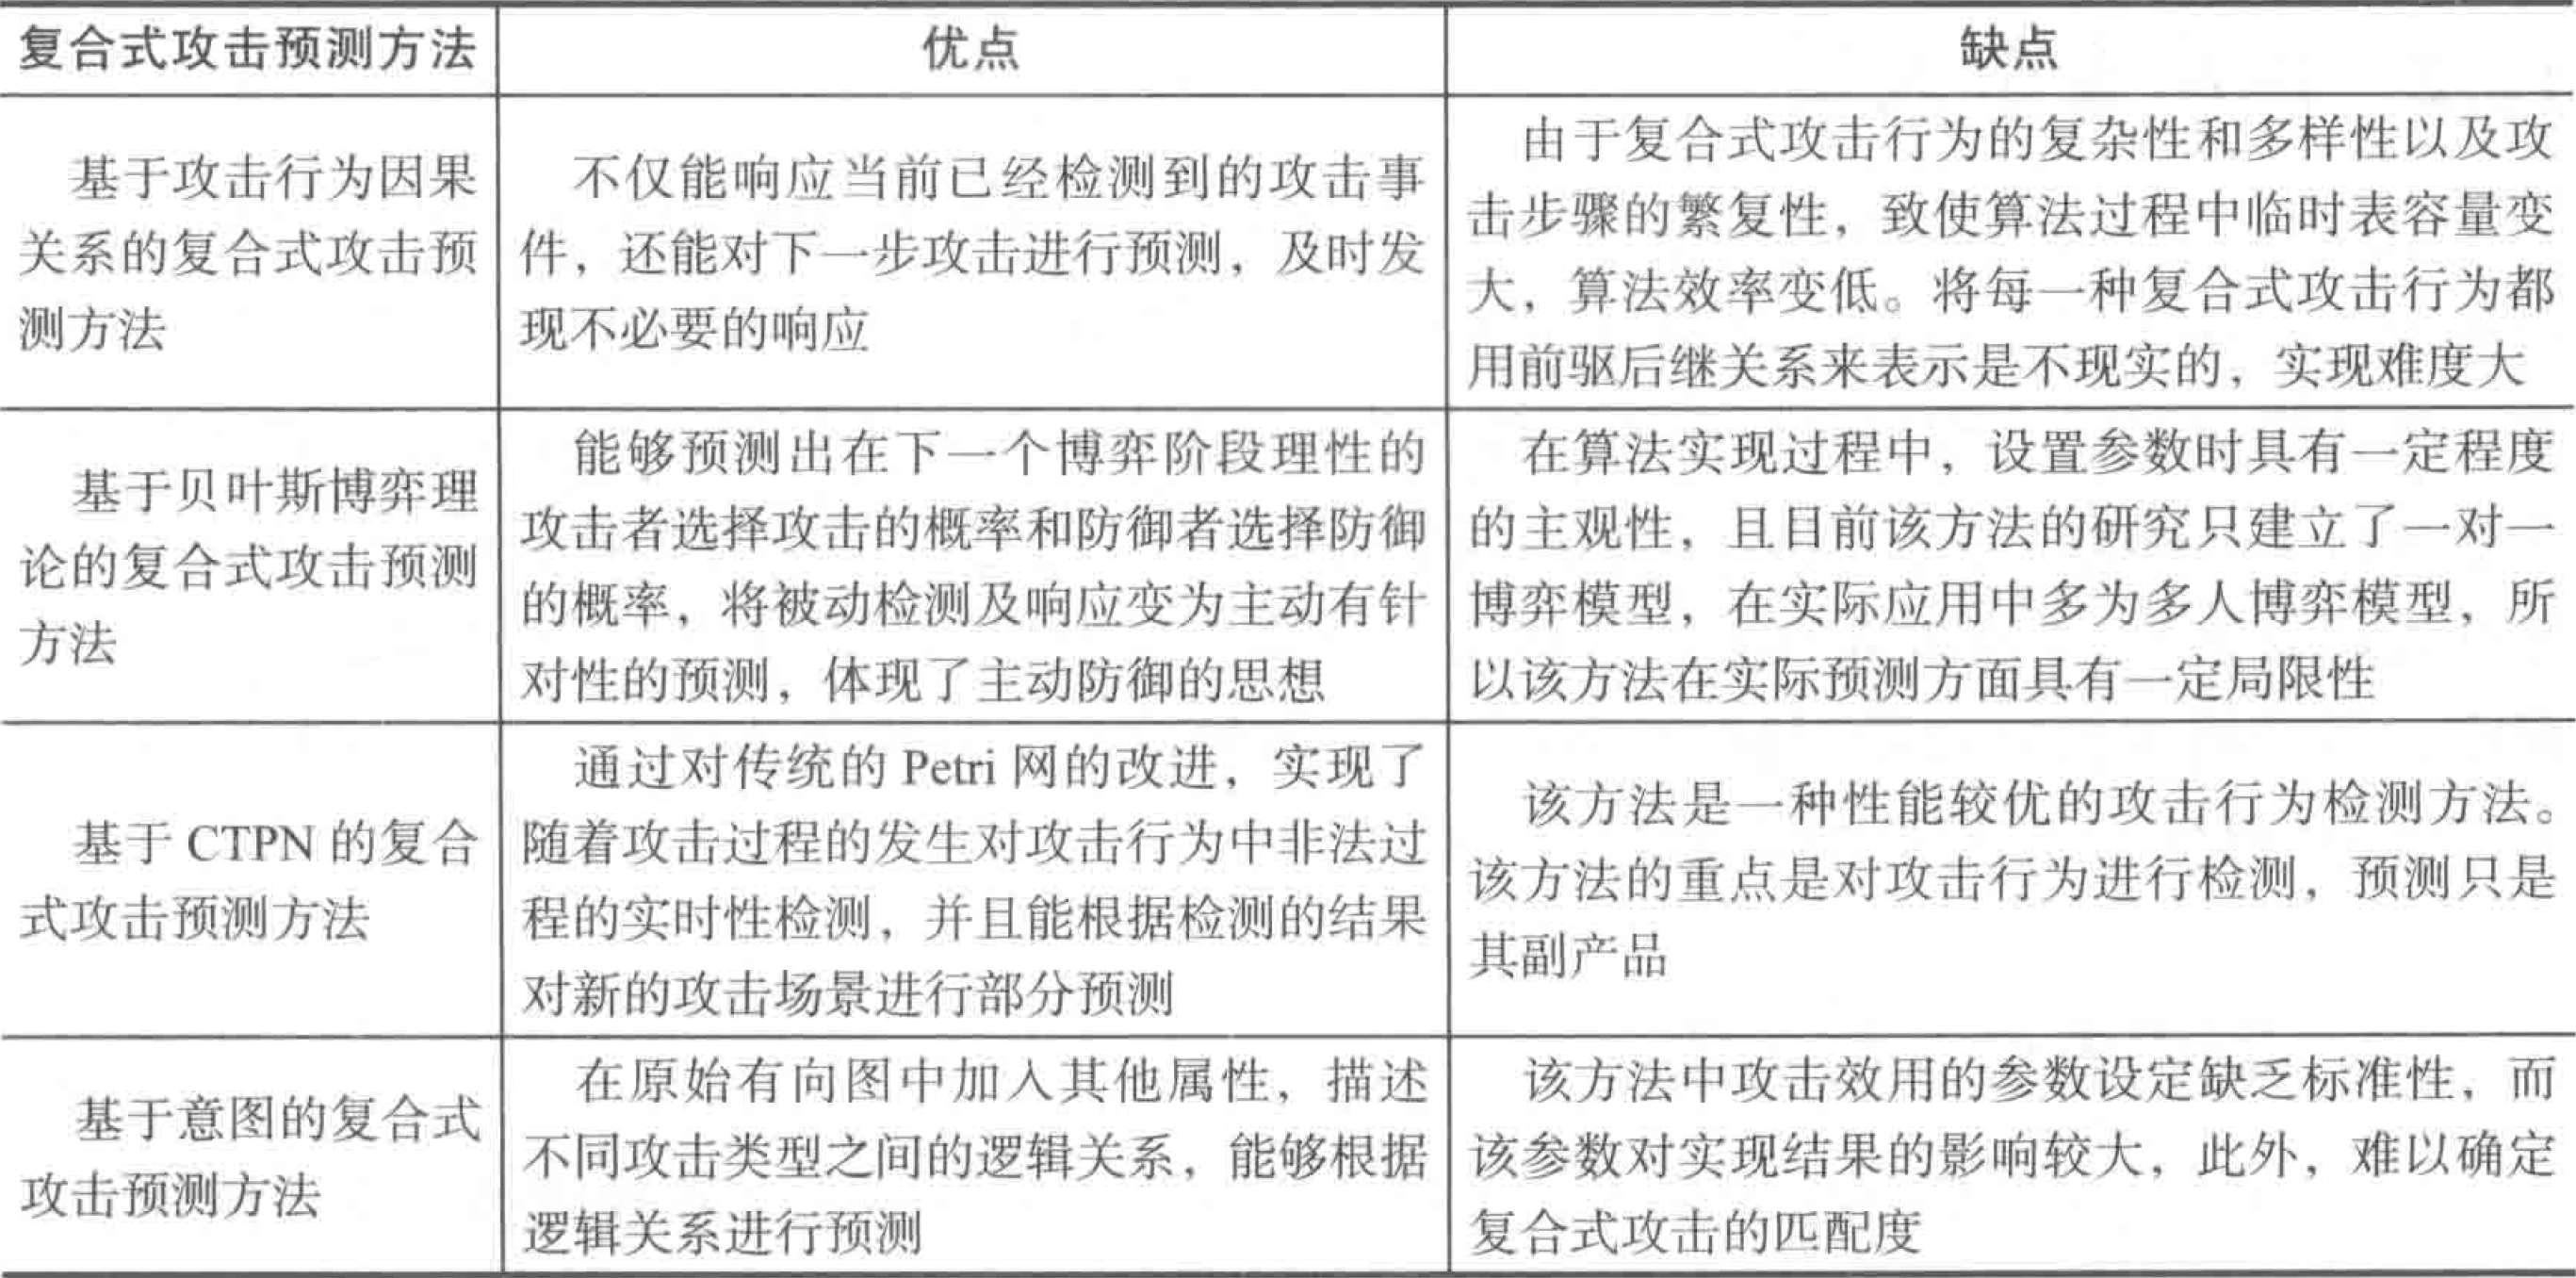 复合式攻击预测方法
优点
缺点
基于攻击行为因果
关系的复合式攻击预
测方法
不仅能响应当前已经检测到的攻击事
件，还能对下一步攻击进行预测，及时发
现不必要的响应
由于复合式攻击行为的复杂性和多样性以及攻
击步骤的繁复性，致使算法过程中临时表容量变
大，算法效率变低。将每一种复合式攻击行为都
用前驱后继关系来表示是不现实的，实现难度大
基于贝叶斯博弈理
论的复合式攻击预测
方法
能够预测出在下一个博弈阶段理性的
攻击者选择攻击的概率和防御者选择防御
的概率，将被动检测及响应变为主动有针
对性的预测，体现了主动防御的思想
在算法实现过程中，设置参数时具有一定程度
的主观性，且目前该方法的研究只建立了一对一
博弈模型，在实际应用中多为多人博弈模型，所
以该方法在实际预测方面具有一定局限性
基于 CTPN 的复合
式攻击预测方法
通过对传统的 Petri 网的改进，实现了
随着攻击过程的发生对攻击行为中非法过
程的实时性检测，并且能根据检测的结果
对新的攻击场景进行部分预测
该方法是一种性能较优的攻击行为检测方法。
该方法的重点是对攻击行为进行检测，预测只是
其副产品
基于意图的复合式
攻击预测方法
在原始有向图中加入其他属性，描述
不同攻击类型之间的逻辑关系，能够根据
逻辑关系进行预测
该方法中攻击效用的参数设定缺乏标准性，而
该参数对实现结果的影响较大，此外，难以确定
复合式攻击的匹配度